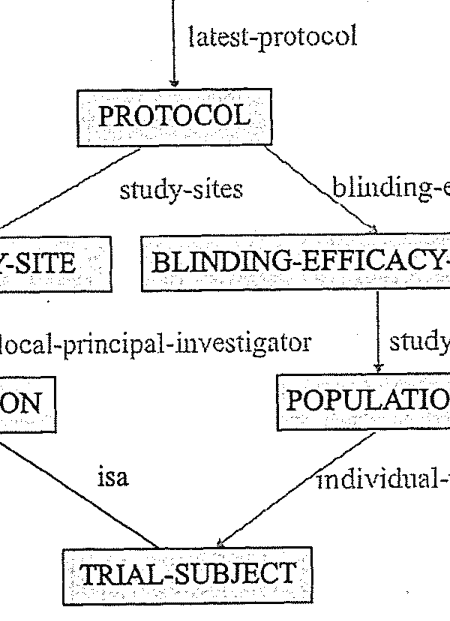 latest-protocol
PROTOCOL
study-sites
blinding-e
Y-SITE
BLINDING-EFFICACY-
local-principal-investigator
study
ON
POPULATIO
isa
individual-
TRIAL-SUBJECT